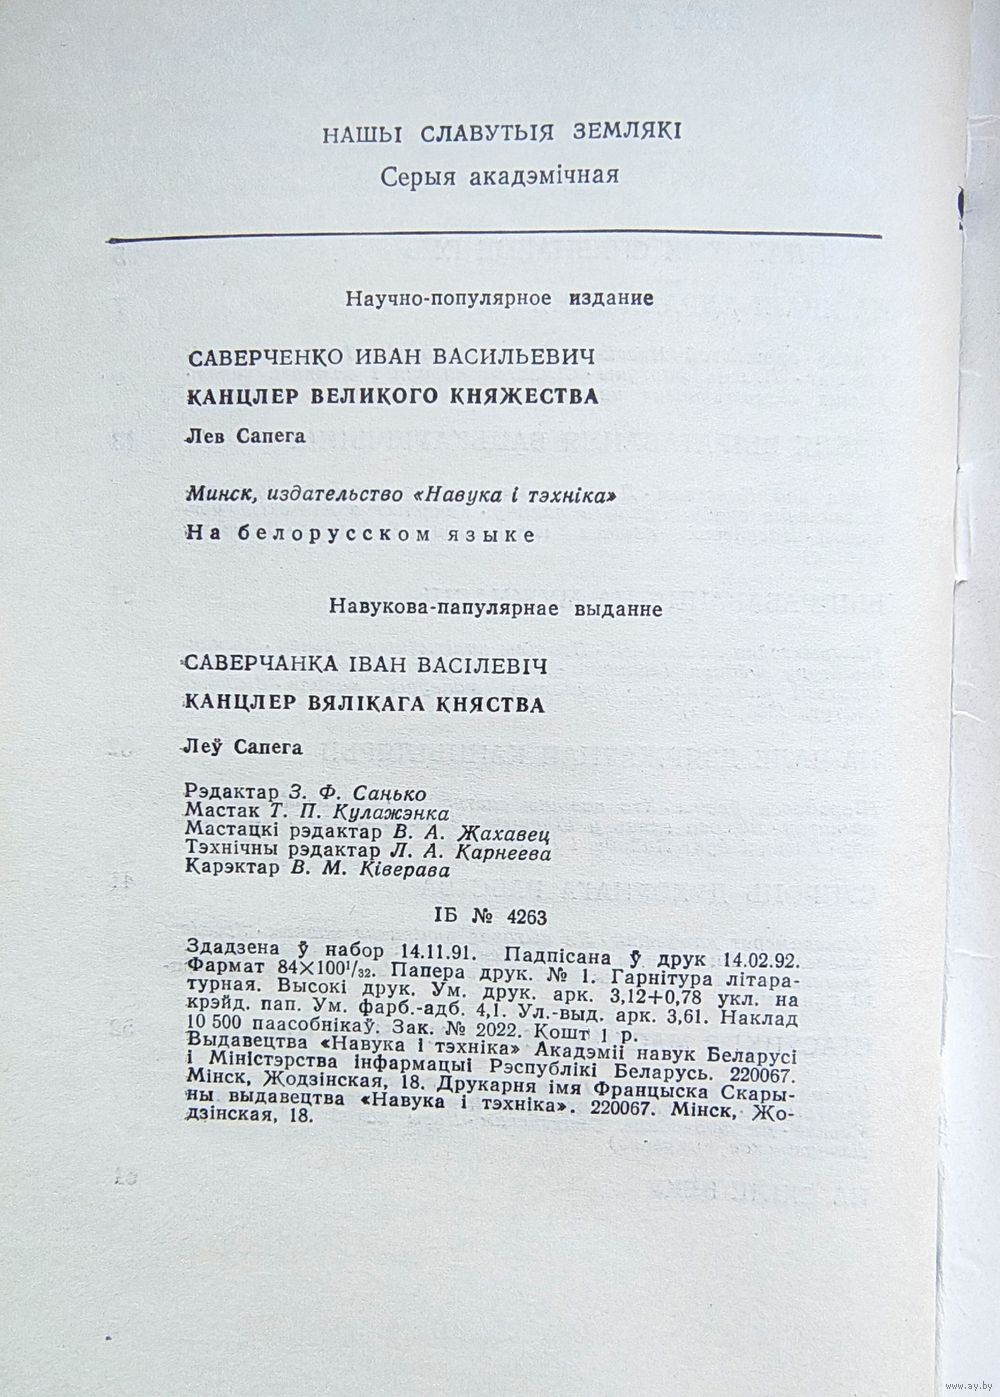 НАШЫ СЛАВУТЫЯ ЗЕМЛЯКІ
Серыя акадэмічная
Научно-популярное издание
САВЕРЧЕНКО ИВАН ВАСИЛЬЕВИЧ
КАНЦЛЕР ВЕЛИКОГО КНЯЖЕСТВА
Лев Сапега
Минск, издательство «Навука і тэхніка»
На белорусском языке
Навукова-папулярнае выданне
САВЕРЧАНКА ІВАН ВАСІЛЕВІЧ
КАНЦЛЕР ВЯЛІКАГА КНЯСТВА
Леў Сапега
Рэдактар З. Ф. Санько
Мастак Т. П. Кулажэнка
Мастацкі рэдактар В. А. Жахавец
Тэхнічны рэдактар Л. А. Карнеева
Карэктар В. М. Ківерава
ІБ № 4263
Здадзена ў набор 14.11.91. Падпісана ў друк 14.02.92.
Фармат 84×100¹/₃₂. Папера друк. № 1. Гарнітура літара-
турная. Высокі друк. Ум. друк. арк. 3,12+0,78 укл. на
крэйд. пап. Ум. фарб.-адб. 4,1. Ул.-выд. арк. 3,61. Наклад
10 500 паасобнікаў. Зак. № 2022. Кошт 1 р.
Выдавецтва «Навука і тэхніка» Акадэміі навук Беларусі
і Міністэрства інфармацыі Рэспублікі Беларусь. 220067.
Мінск, Жодзінская, 18. Друкарня імя Францыска Скары-
ны выдавецтва «Навука і тэхніка». 220067. Мінск, Жо-
дзінская, 18.
www.ay.by